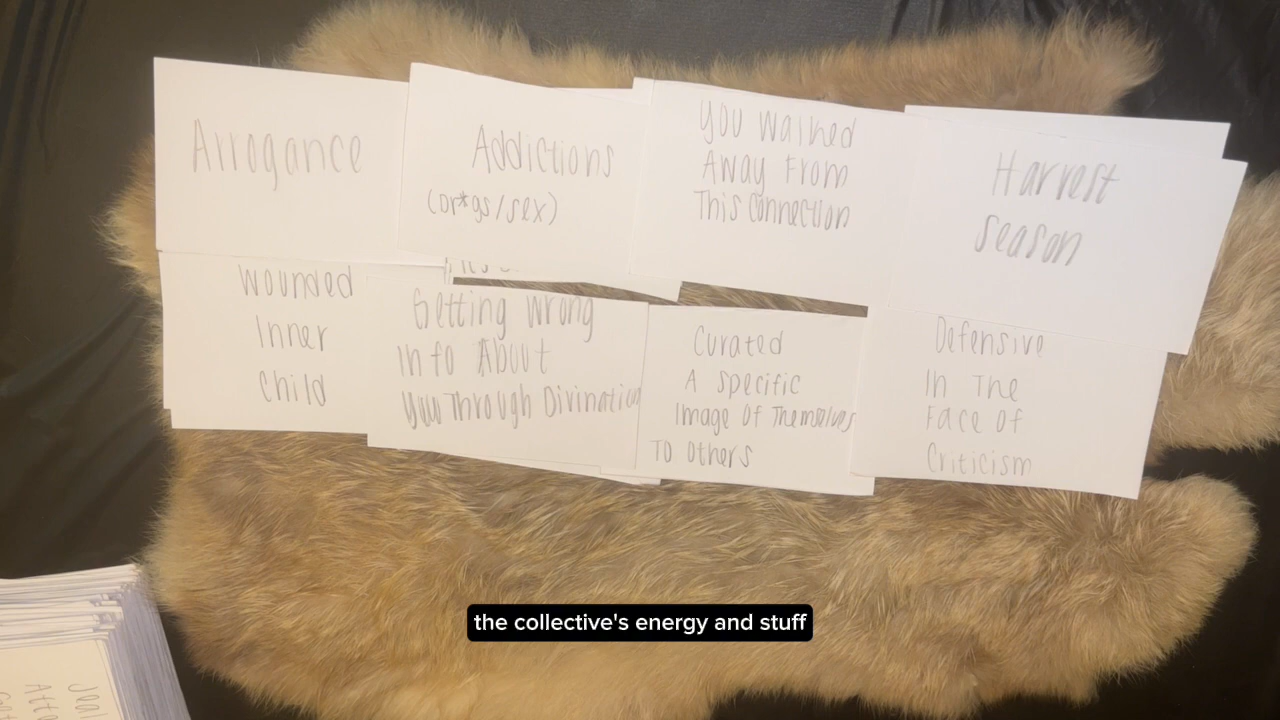 Arrogance
Addictions
(Dr*gs/sex)
You Walked
Away From
This Connection
Harvest
Season
Wounded
Inner
Child
Getting Wrong
Info About
You Through Divination
Curated
A Specific
Image Of Themselves
To Others
Defensive
In The
Face Of
Criticism
the collective's energy and stuff